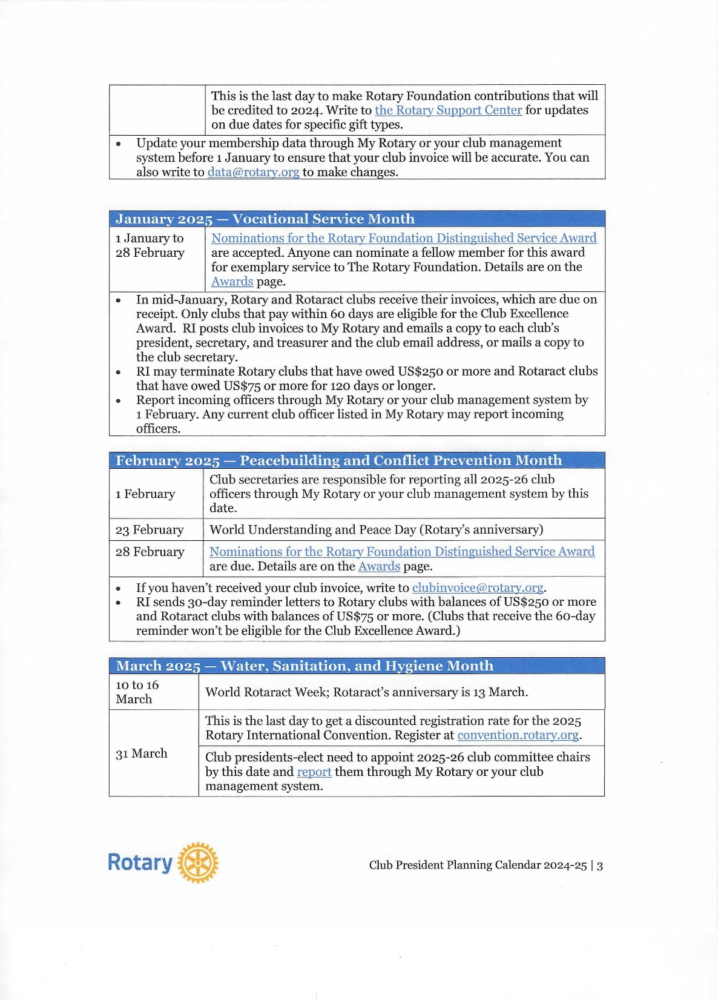 This is the last day to make Rotary Foundation contributions that will
be credited to 2024. Write to the Rotary Support Center for updates
on due dates for specific gift types.
• Update your membership data through My Rotary or your club management
system before 1 January to ensure that your club invoice will be accurate. You can
also write to data@rotary.org to make changes.
January 2025 — Vocational Service Month
1 January to
28 February
Nominations for the Rotary Foundation Distinguished Service Award
are accepted. Anyone can nominate a fellow member for this award
for exemplary service to The Rotary Foundation. Details are on the
Awards page.
• In mid-January, Rotary and Rotaract clubs receive their invoices, which are due on
receipt. Only clubs that pay within 60 days are eligible for the Club Excellence
Award.  RI posts club invoices to My Rotary and emails a copy to each club's
president, secretary, and treasurer and the club email address, or mails a copy to
the club secretary.
• RI may terminate Rotary clubs that have owed US$250 or more and Rotaract clubs
that have owed US$75 or more for 120 days or longer.
• Report incoming officers through My Rotary or your club management system by
1 February. Any current club officer listed in My Rotary may report incoming
officers.
February 2025 — Peacebuilding and Conflict Prevention Month
1 February
Club secretaries are responsible for reporting all 2025-26 club
officers through My Rotary or your club management system by this
date.
23 February
World Understanding and Peace Day (Rotary's anniversary)
28 February
Nominations for the Rotary Foundation Distinguished Service Award
are due. Details are on the Awards page.
• If you haven't received your club invoice, write to clubinvoice@rotary.org.
• RI sends 30-day reminder letters to Rotary clubs with balances of US$250 or more
and Rotaract clubs with balances of US$75 or more. (Clubs that receive the 60-day
reminder won't be eligible for the Club Excellence Award.)
March 2025 — Water, Sanitation, and Hygiene Month
10 to 16
March
World Rotaract Week; Rotaract's anniversary is 13 March.
31 March
This is the last day to get a discounted registration rate for the 2025
Rotary International Convention. Register at convention.rotary.org.
Club presidents-elect need to appoint 2025-26 club committee chairs
by this date and report them through My Rotary or your club
management system.
Rotary
Club President Planning Calendar 2024-25 | 3